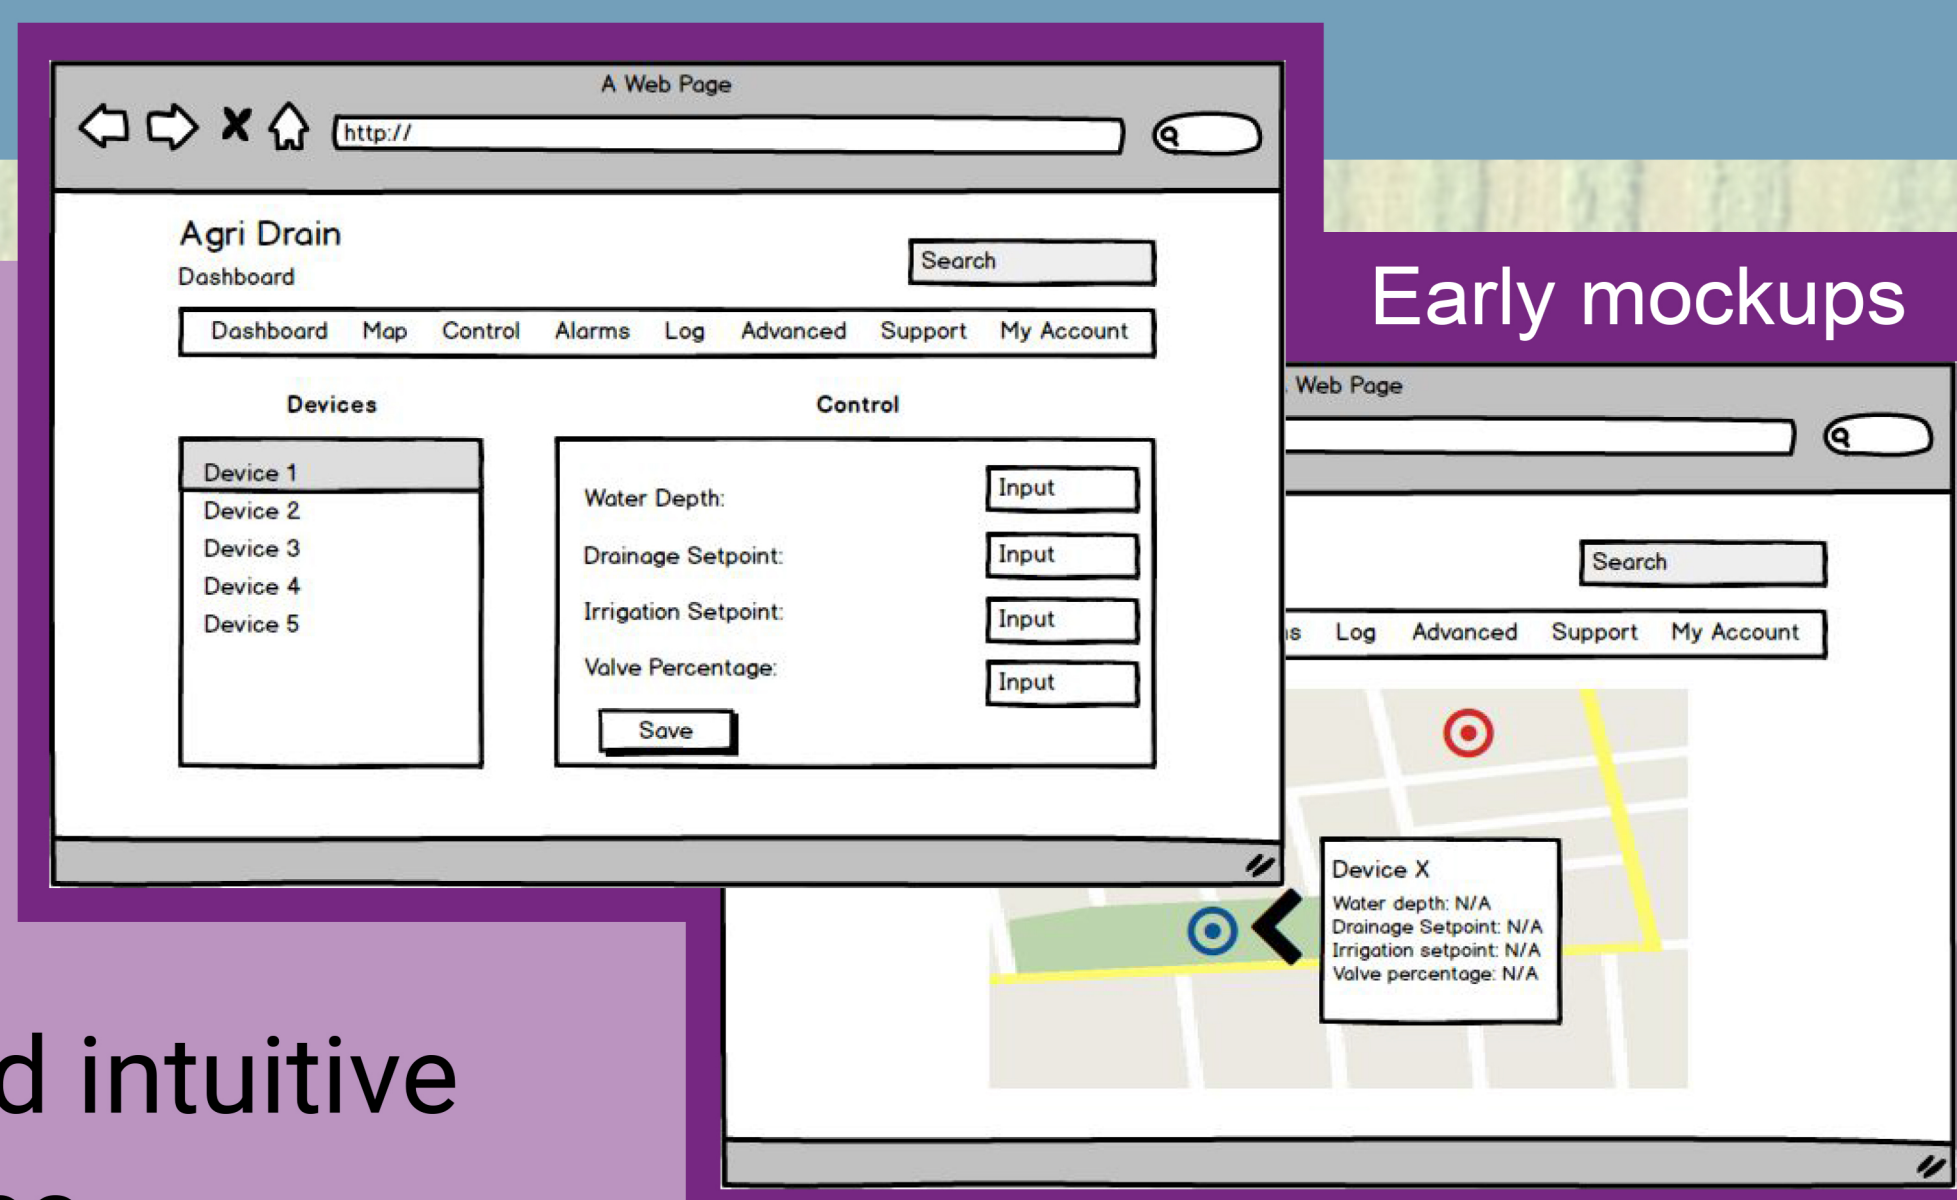 A Web Page
http://
Agri Drain
Dashboard
Search
Dashboard Map Control Alarms Log Advanced Support My Account
Devices
Control
Device 1
Device 2
Device 3
Device 4
Device 5
Water Depth: Input
Drainage Setpoint: Input
Irrigation Setpoint: Input
Valve Percentage: Input
Save
Early mockups
Web Page
Search
Log Advanced Support My Account
Device X
Water depth: N/A
Drainage Setpoint: N/A
Irrigation setpoint: N/A
Valve percentage: N/A
d intuitive